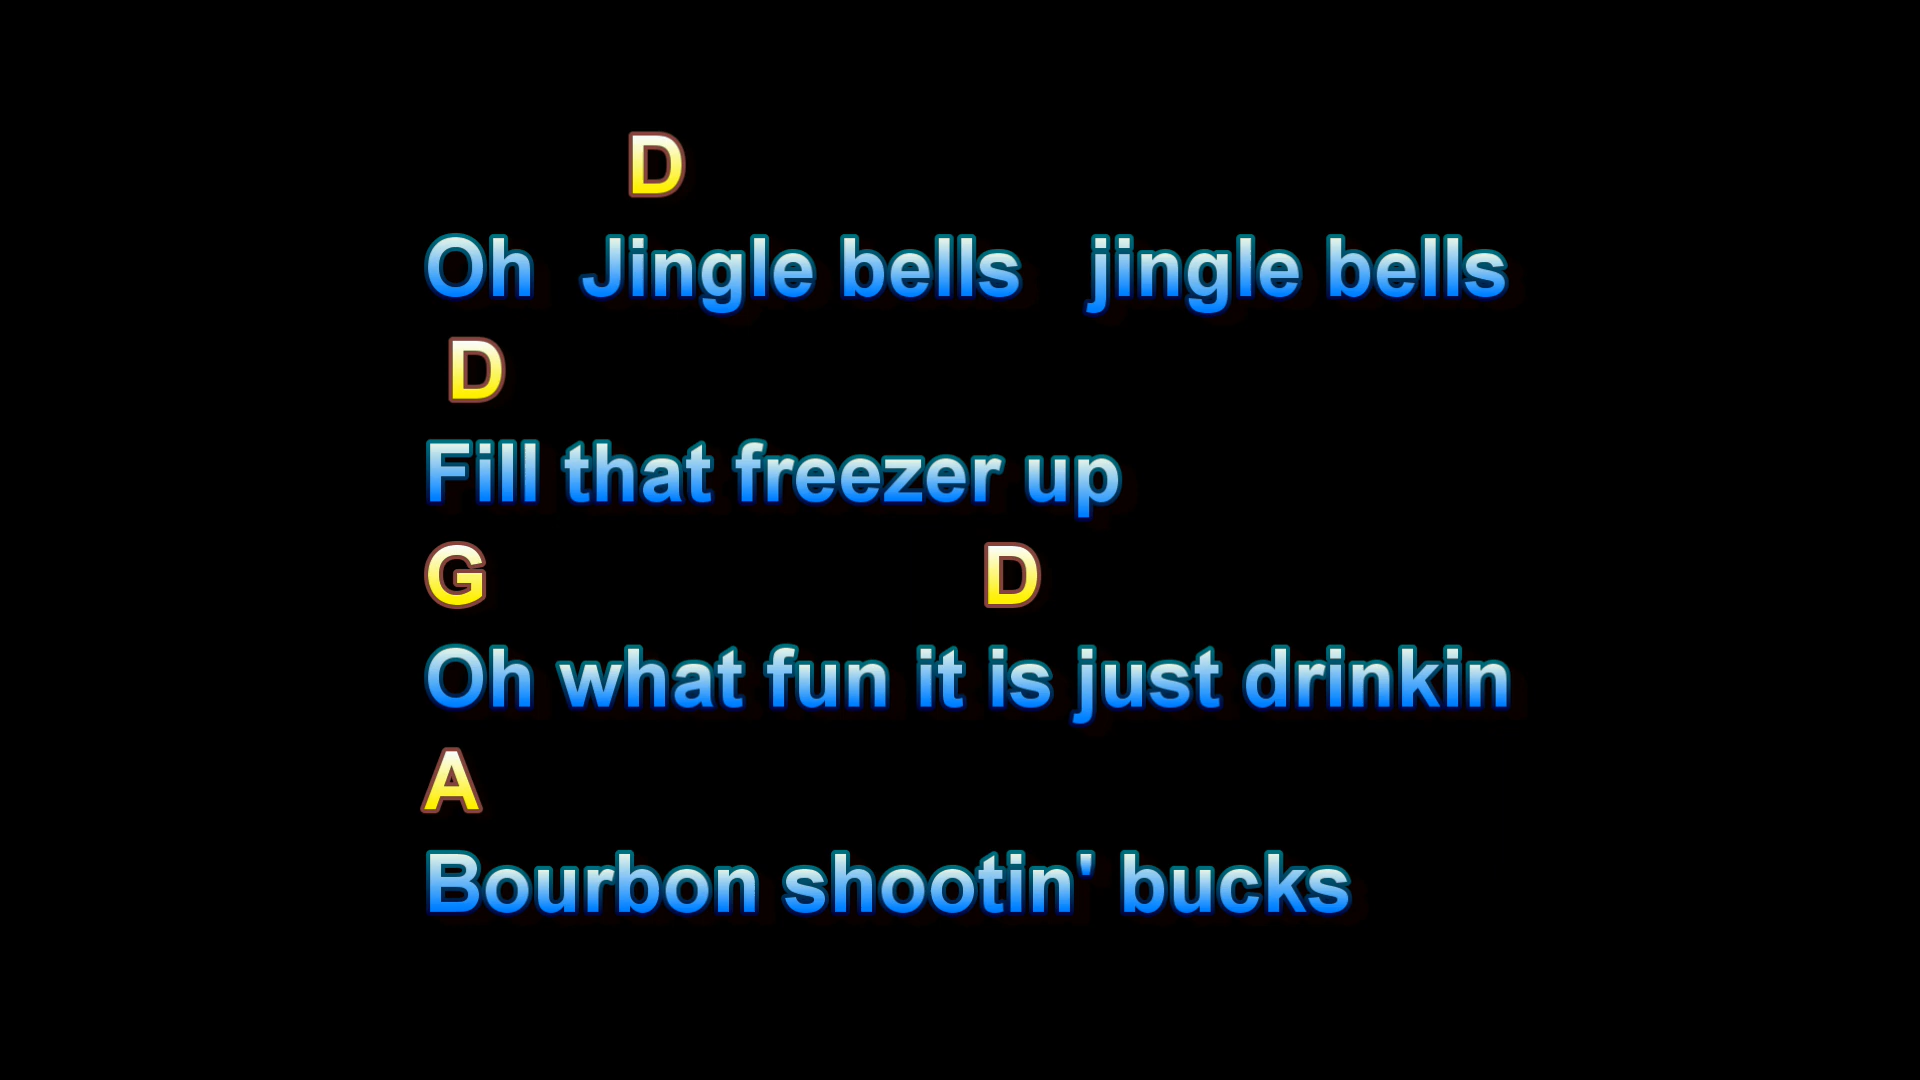 D
Oh Jingle bells jingle bells
D
Fill that freezer up
G D
Oh what fun it is just drinkin
A
Bourbon shootin' bucks